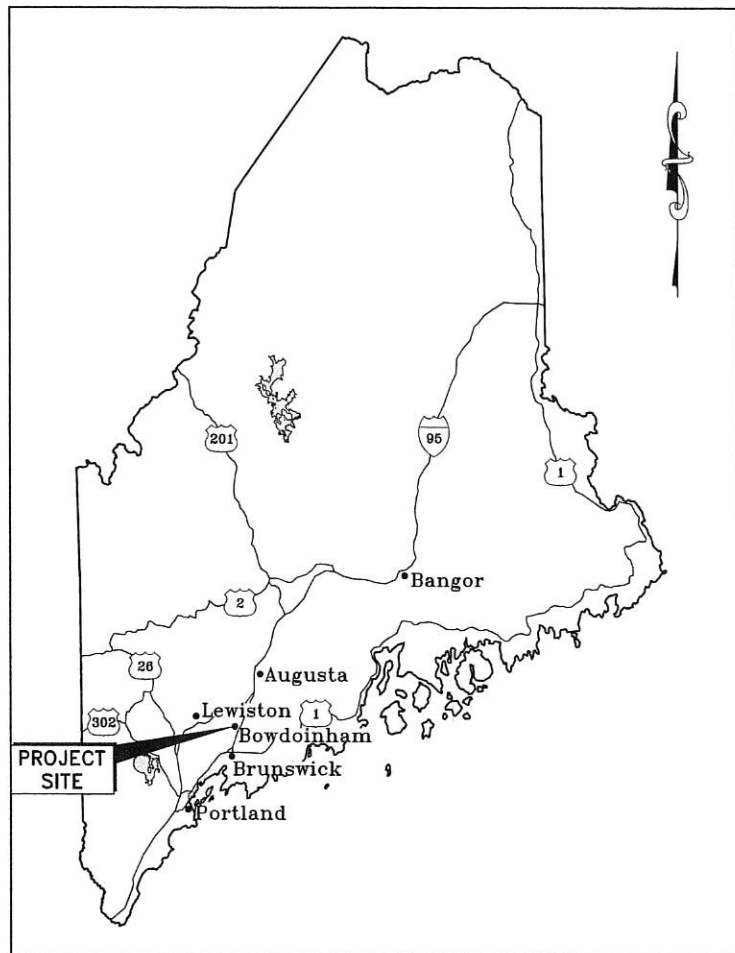 201
95
1
Bangor
2
26
Augusta
302
Lewiston
1
Bowdoinham
PROJECT
SITE
Brunswick
Portland